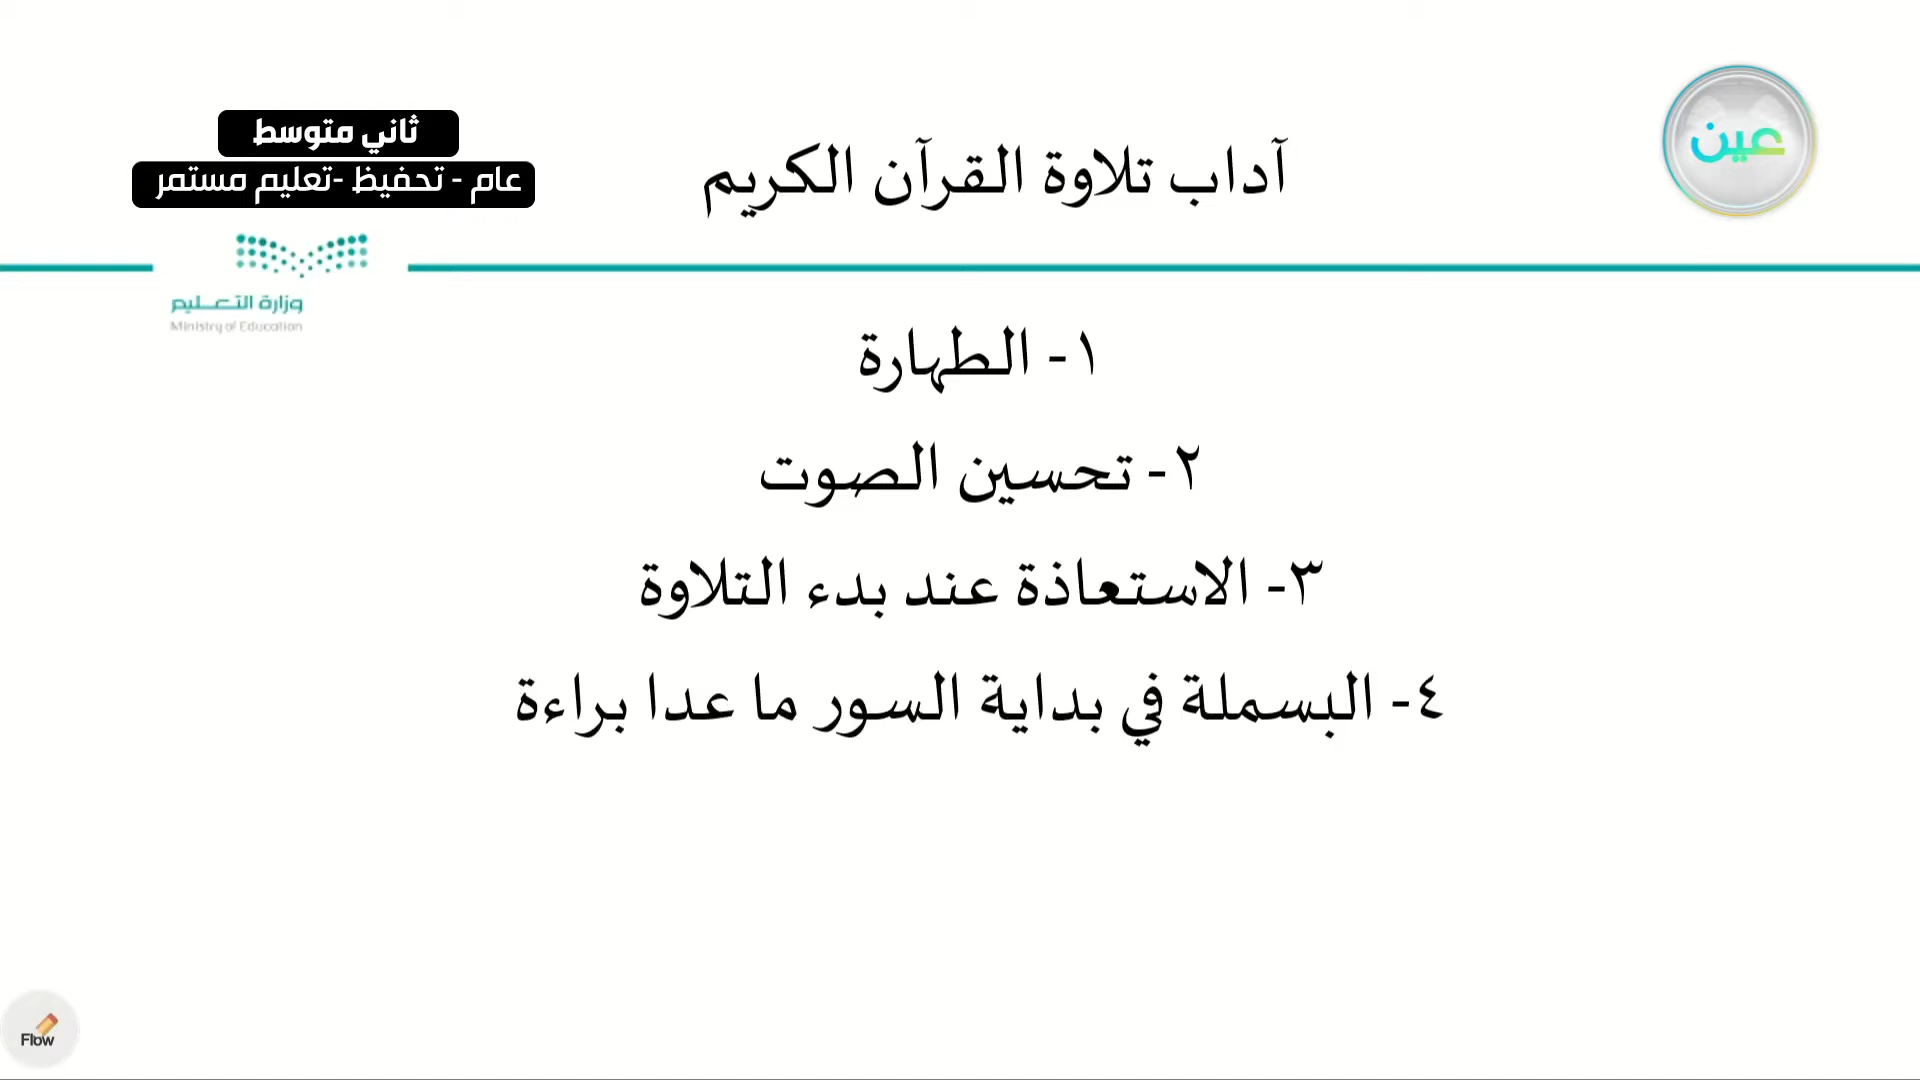 عين
ثاني متوسط
عام - تحفيظ -تعليم مستمر
آداب تلاوة القرآن الكريم
وزارة التعـــليم
Ministry of Education
١- الطهارة
٢- تحسين الصوت
٣- الاستعاذة عند بدء التلاوة
٤- البسملة في بداية السور ما عدا براءة
Flow